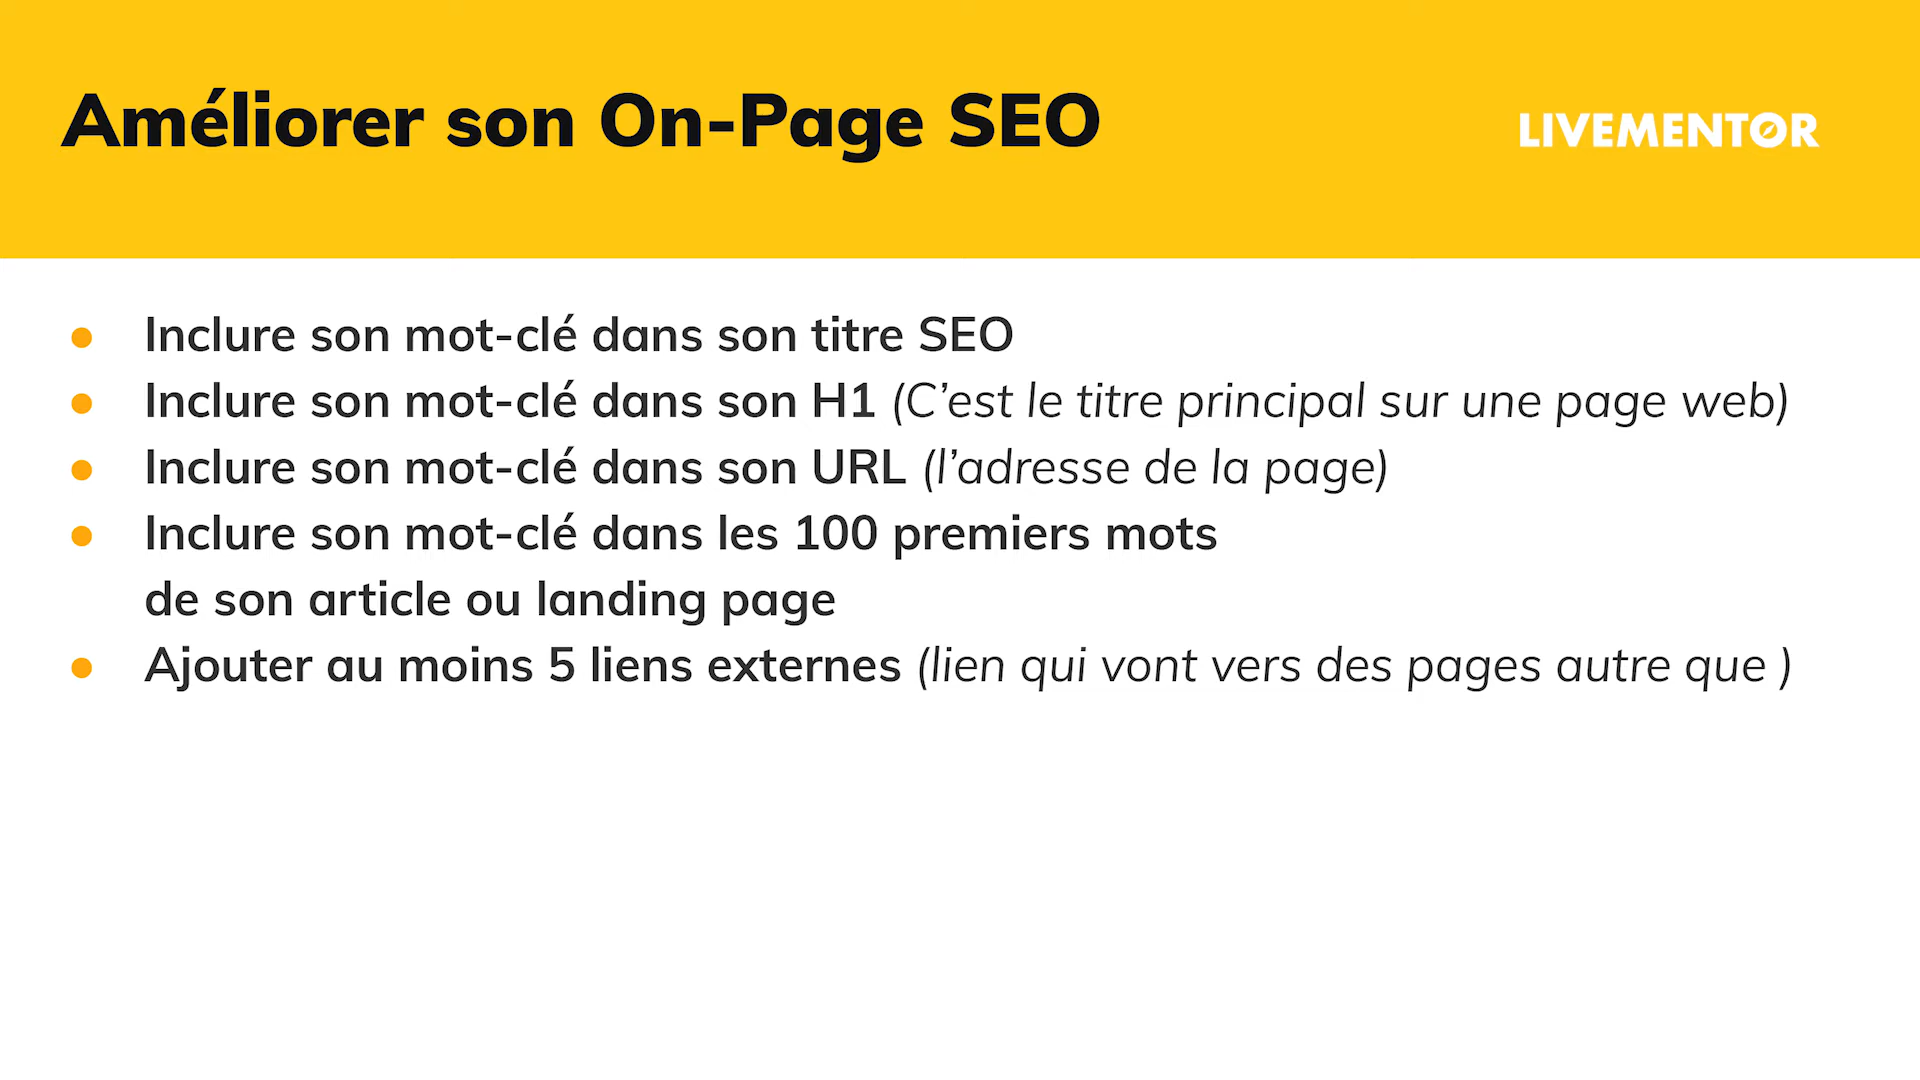 Améliorer son On-Page SEO
LIVEMENTOR
● Inclure son mot-clé dans son titre SEO
● Inclure son mot-clé dans son H1 (C’est le titre principal sur une page web)
● Inclure son mot-clé dans son URL (l’adresse de la page)
● Inclure son mot-clé dans les 100 premiers mots
de son article ou landing page
● Ajouter au moins 5 liens externes (lien qui vont vers des pages autre que )